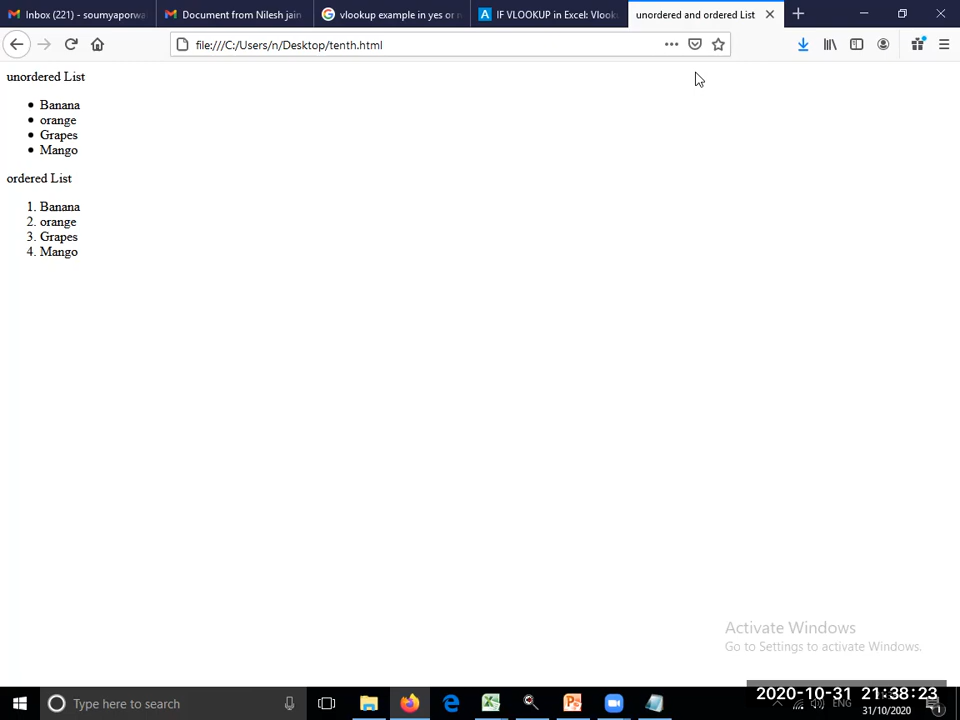 Inbox (221) - soumyaporwa
Document from Nilesh jain
vlookup example in yes or n
IF VLOOKUP in Excel: Vlooku
unordered and ordered List
file:///C:/Users/n/Desktop/tenth.html
unordered List
Banana
orange
Grapes
Mango
ordered List
1. Banana
2. orange
3. Grapes
4. Mango
Activate Windows
Go to Settings to activate Windows.
Type here to search
ENG
2020-10-31 21:38:23
31/10/2020